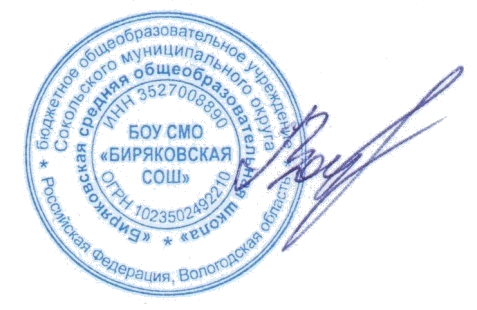 бюджетное общеобразовательное учреждение
Сокольского муниципального округа
«Биряковская средняя общеобразовательная школа» *
* Российская Федерация, Вологодская область
ИНН 3527008890
БОУ СМО
«БИРЯКОВСКАЯ
СОШ»
ОГРН 1023502492210